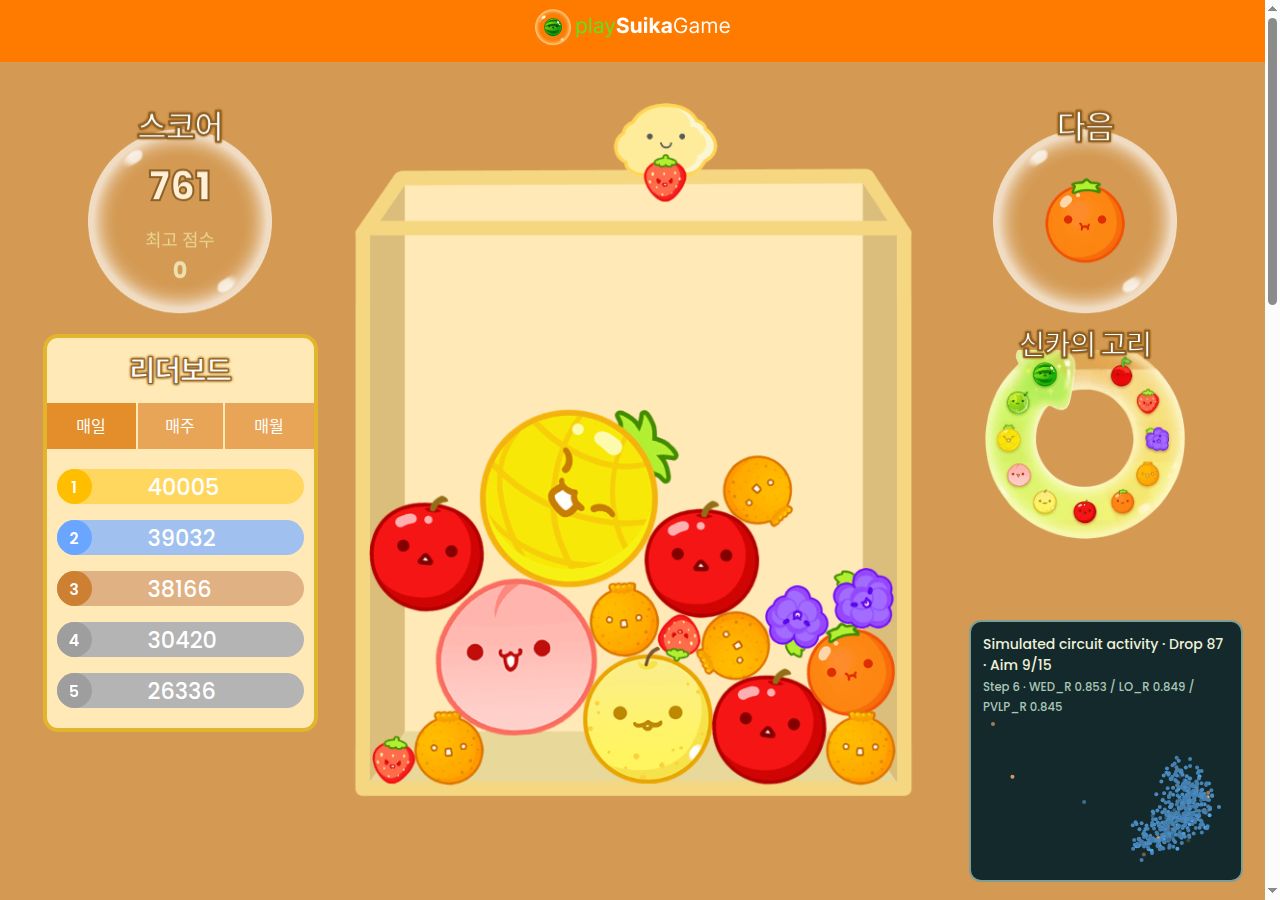 playSuikaGame
스코어
761
최고 점수
0
리더보드
매일 매주 매월
1 40005
2 39032
3 38166
4 30420
5 26336
다음
신카의 고리
Simulated circuit activity · Drop 87
· Aim 9/15
Step 6 · WED_R 0.853 / LO_R 0.849 /
PVLP_R 0.845